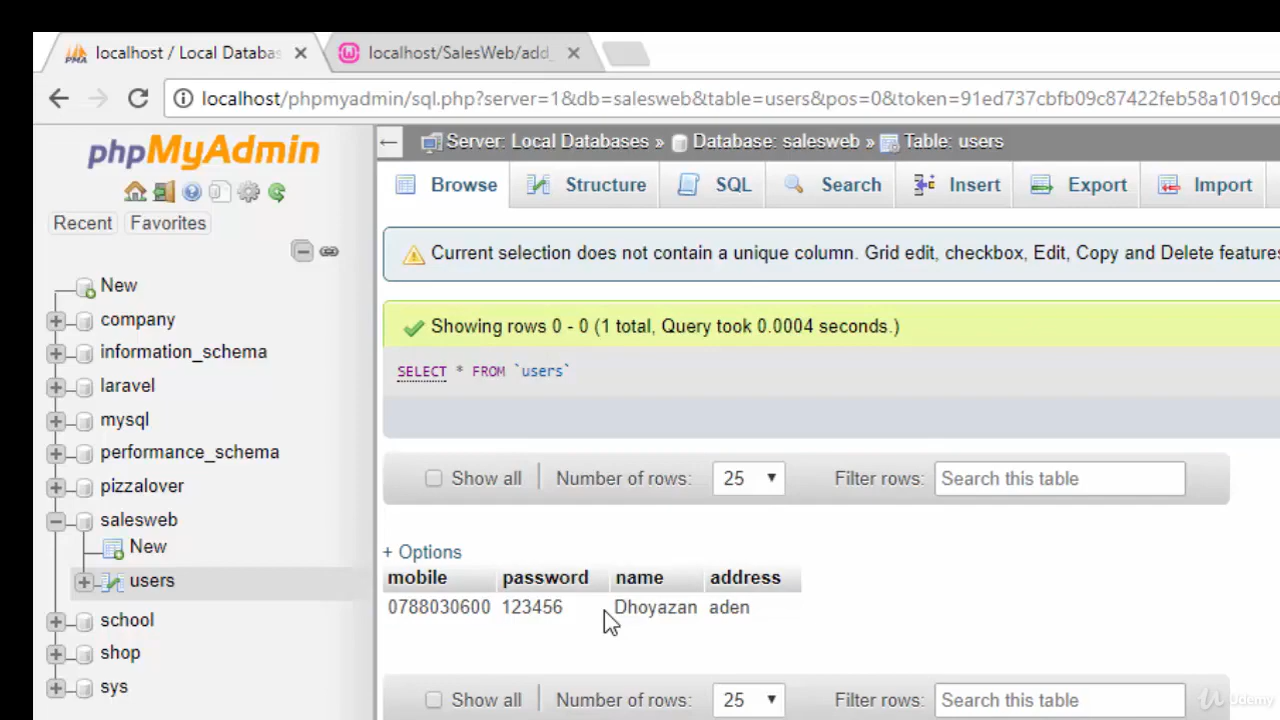 localhost / Local Databas
localhost/SalesWeb/add_
localhost/phpmyadmin/sql.php?server=1&db=salesweb&table=users&pos=0&token=91ed737cbfb09c87422feb58a1019cd
phpMyAdmin
Recent Favorites
New
company
information_schema
laravel
mysql
performance_schema
pizzalover
salesweb
New
users
school
shop
sys
Server: Local Databases » Database: salesweb » Table: users
Browse Structure SQL Search Insert Export Import
Current selection does not contain a unique column. Grid edit, checkbox, Edit, Copy and Delete features
Showing rows 0 - 0 (1 total, Query took 0.0004 seconds.)
SELECT * FROM `users`
Show all Number of rows: 25 Filter rows: Search this table
+ Options
mobile password name address
0788030600 123456 Dhoyazan aden
Show all Number of rows: 25 Filter rows: Search this table
Udemy